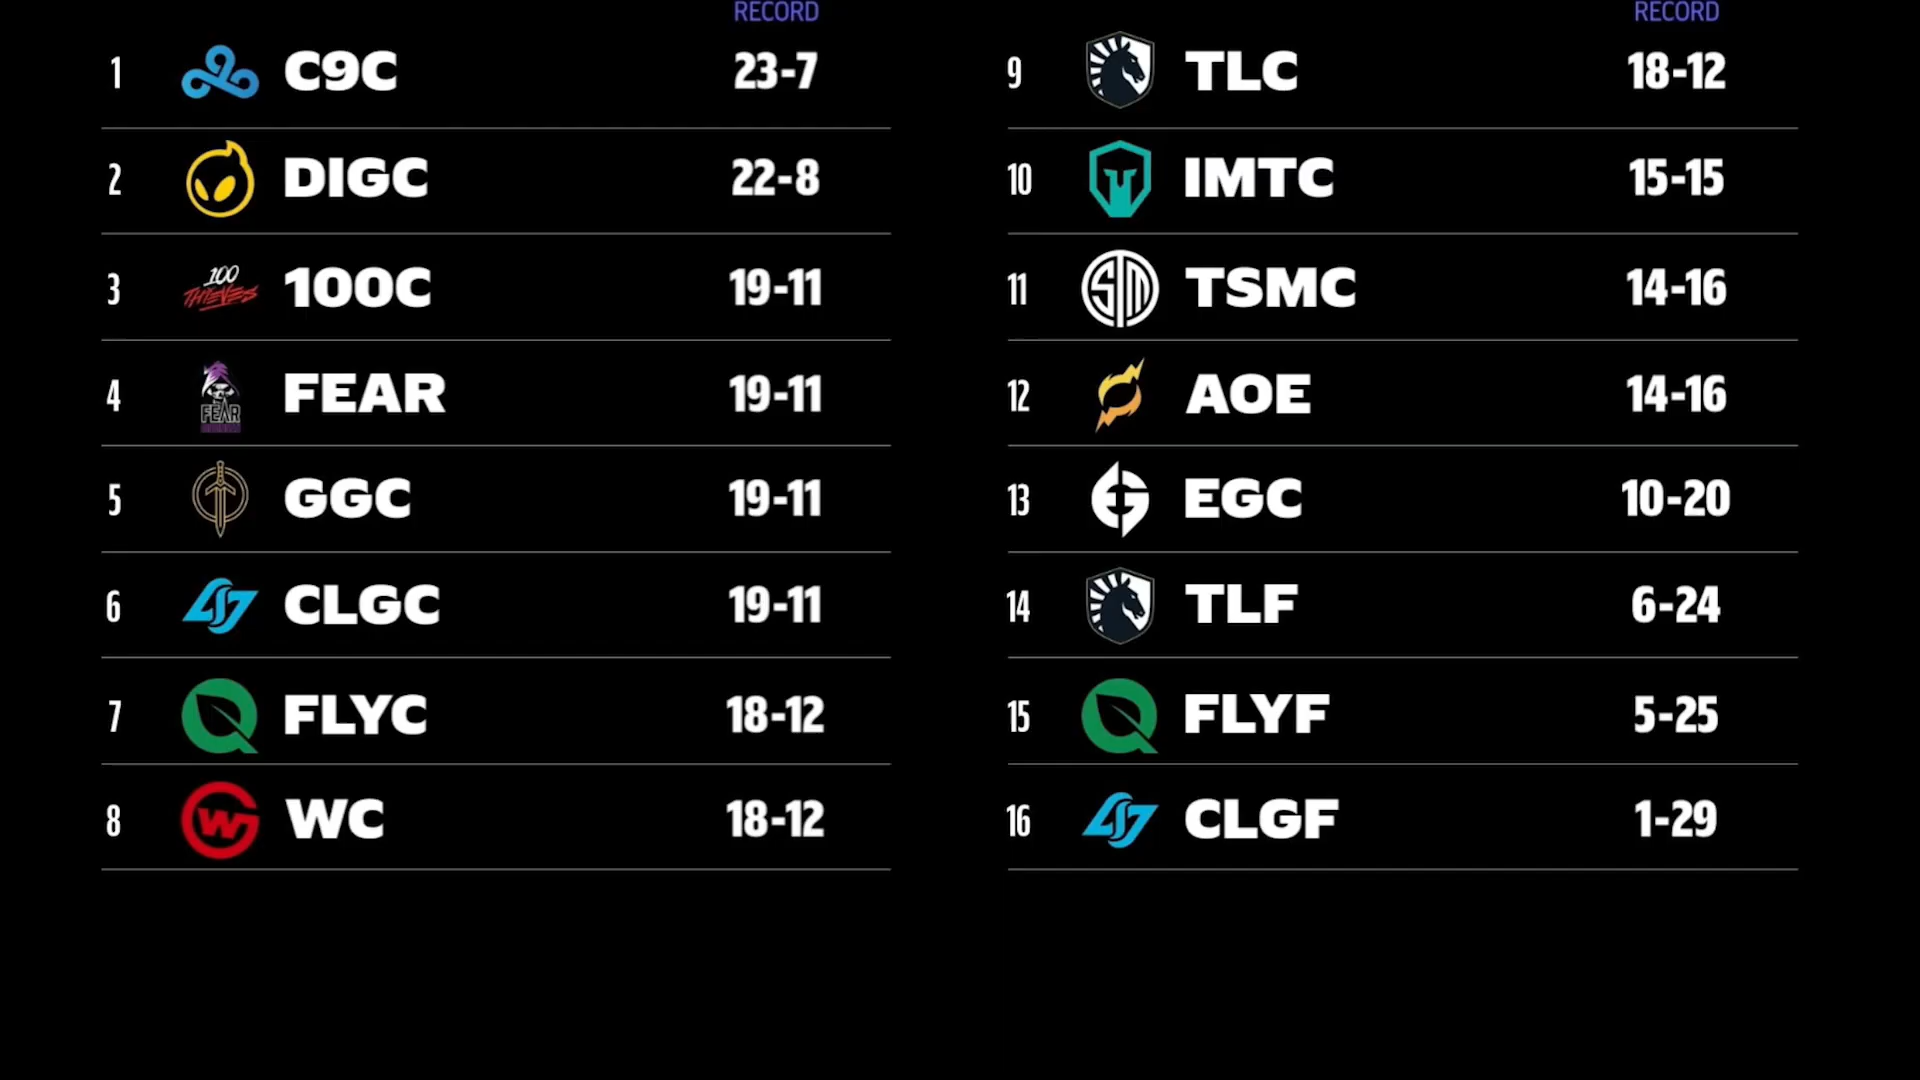 RECORD
1 C9C 23-7
2 DIGC 22-8
3 100 THIEVES 100C 19-11
4 FEAR FEAR 19-11
5 GGC 19-11
6 CLGC 19-11
7 FLYC 18-12
8 WC 18-12
RECORD
9 TLC 18-12
10 IMTC 15-15
11 TSM TSMC 14-16
12 AOE 14-16
13 EGC 10-20
14 TLF 6-24
15 FLYF 5-25
16 CLGF 1-29